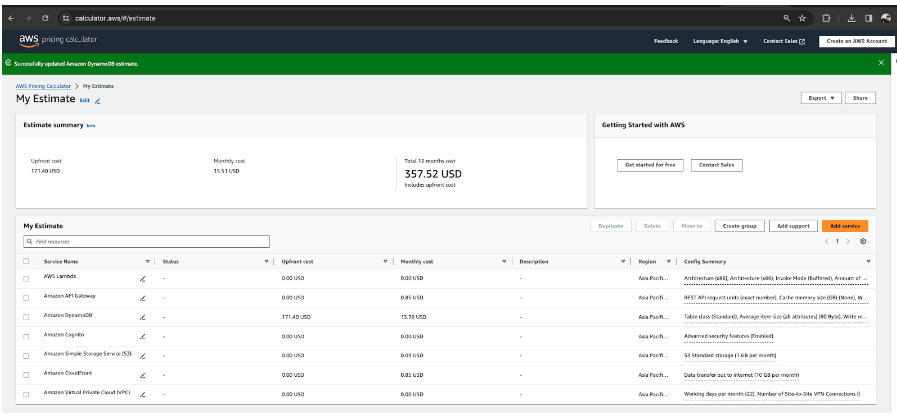 calculator.aws/#/estimate
aws pricing calculator
Feedback
Language: English
Contact Sales
Create an AWS Account
Successfully updated Amazon DynamoDB estimate.
AWS Pricing Calculator > My Estimate
My Estimate Edit
Export
Share
Estimate summary Info
Getting Started with AWS
Upfront cost
171.40 USD
Monthly cost
15.51 USD
Total 12 months cost
357.52 USD
Includes upfront cost
Get started for free
Contact Sales
My Estimate
Duplicate
Delete
Move to
Create group
Add support
Add service
Find resources
1
Service Name Status Upfront cost Monthly cost Description Region Config Summary
AWS Lambda - 0.00 USD 0.00 USD - Asia Pacifi... Architecture (x86), Architecture (x86), Invoke Mode (Buffered), Amount of ...
Amazon API Gateway - 0.00 USD 0.85 USD - Asia Pacifi... REST API request units (exact number), Cache memory size (GB) (None), W...
Amazon DynamoDB - 171.40 USD 13.78 USD - Asia Pacifi... Table class (Standard), Average item size (all attributes) (80 Byte), Write re...
Amazon Cognito - 0.00 USD 0.00 USD - Asia Pacifi... Advanced security features (Enabled)
Amazon Simple Storage Service (S3) - 0.00 USD 0.03 USD - Asia Pacifi... S3 Standard storage (1 GB per month)
Amazon CloudFront - 0.00 USD 0.85 USD - Asia Pacifi... Data transfer out to internet (10 GB per month)
Amazon Virtual Private Cloud (VPC) - 0.00 USD 0.00 USD - Asia Pacifi... Working days per month (22), Number of Site-to-Site VPN Connections ()